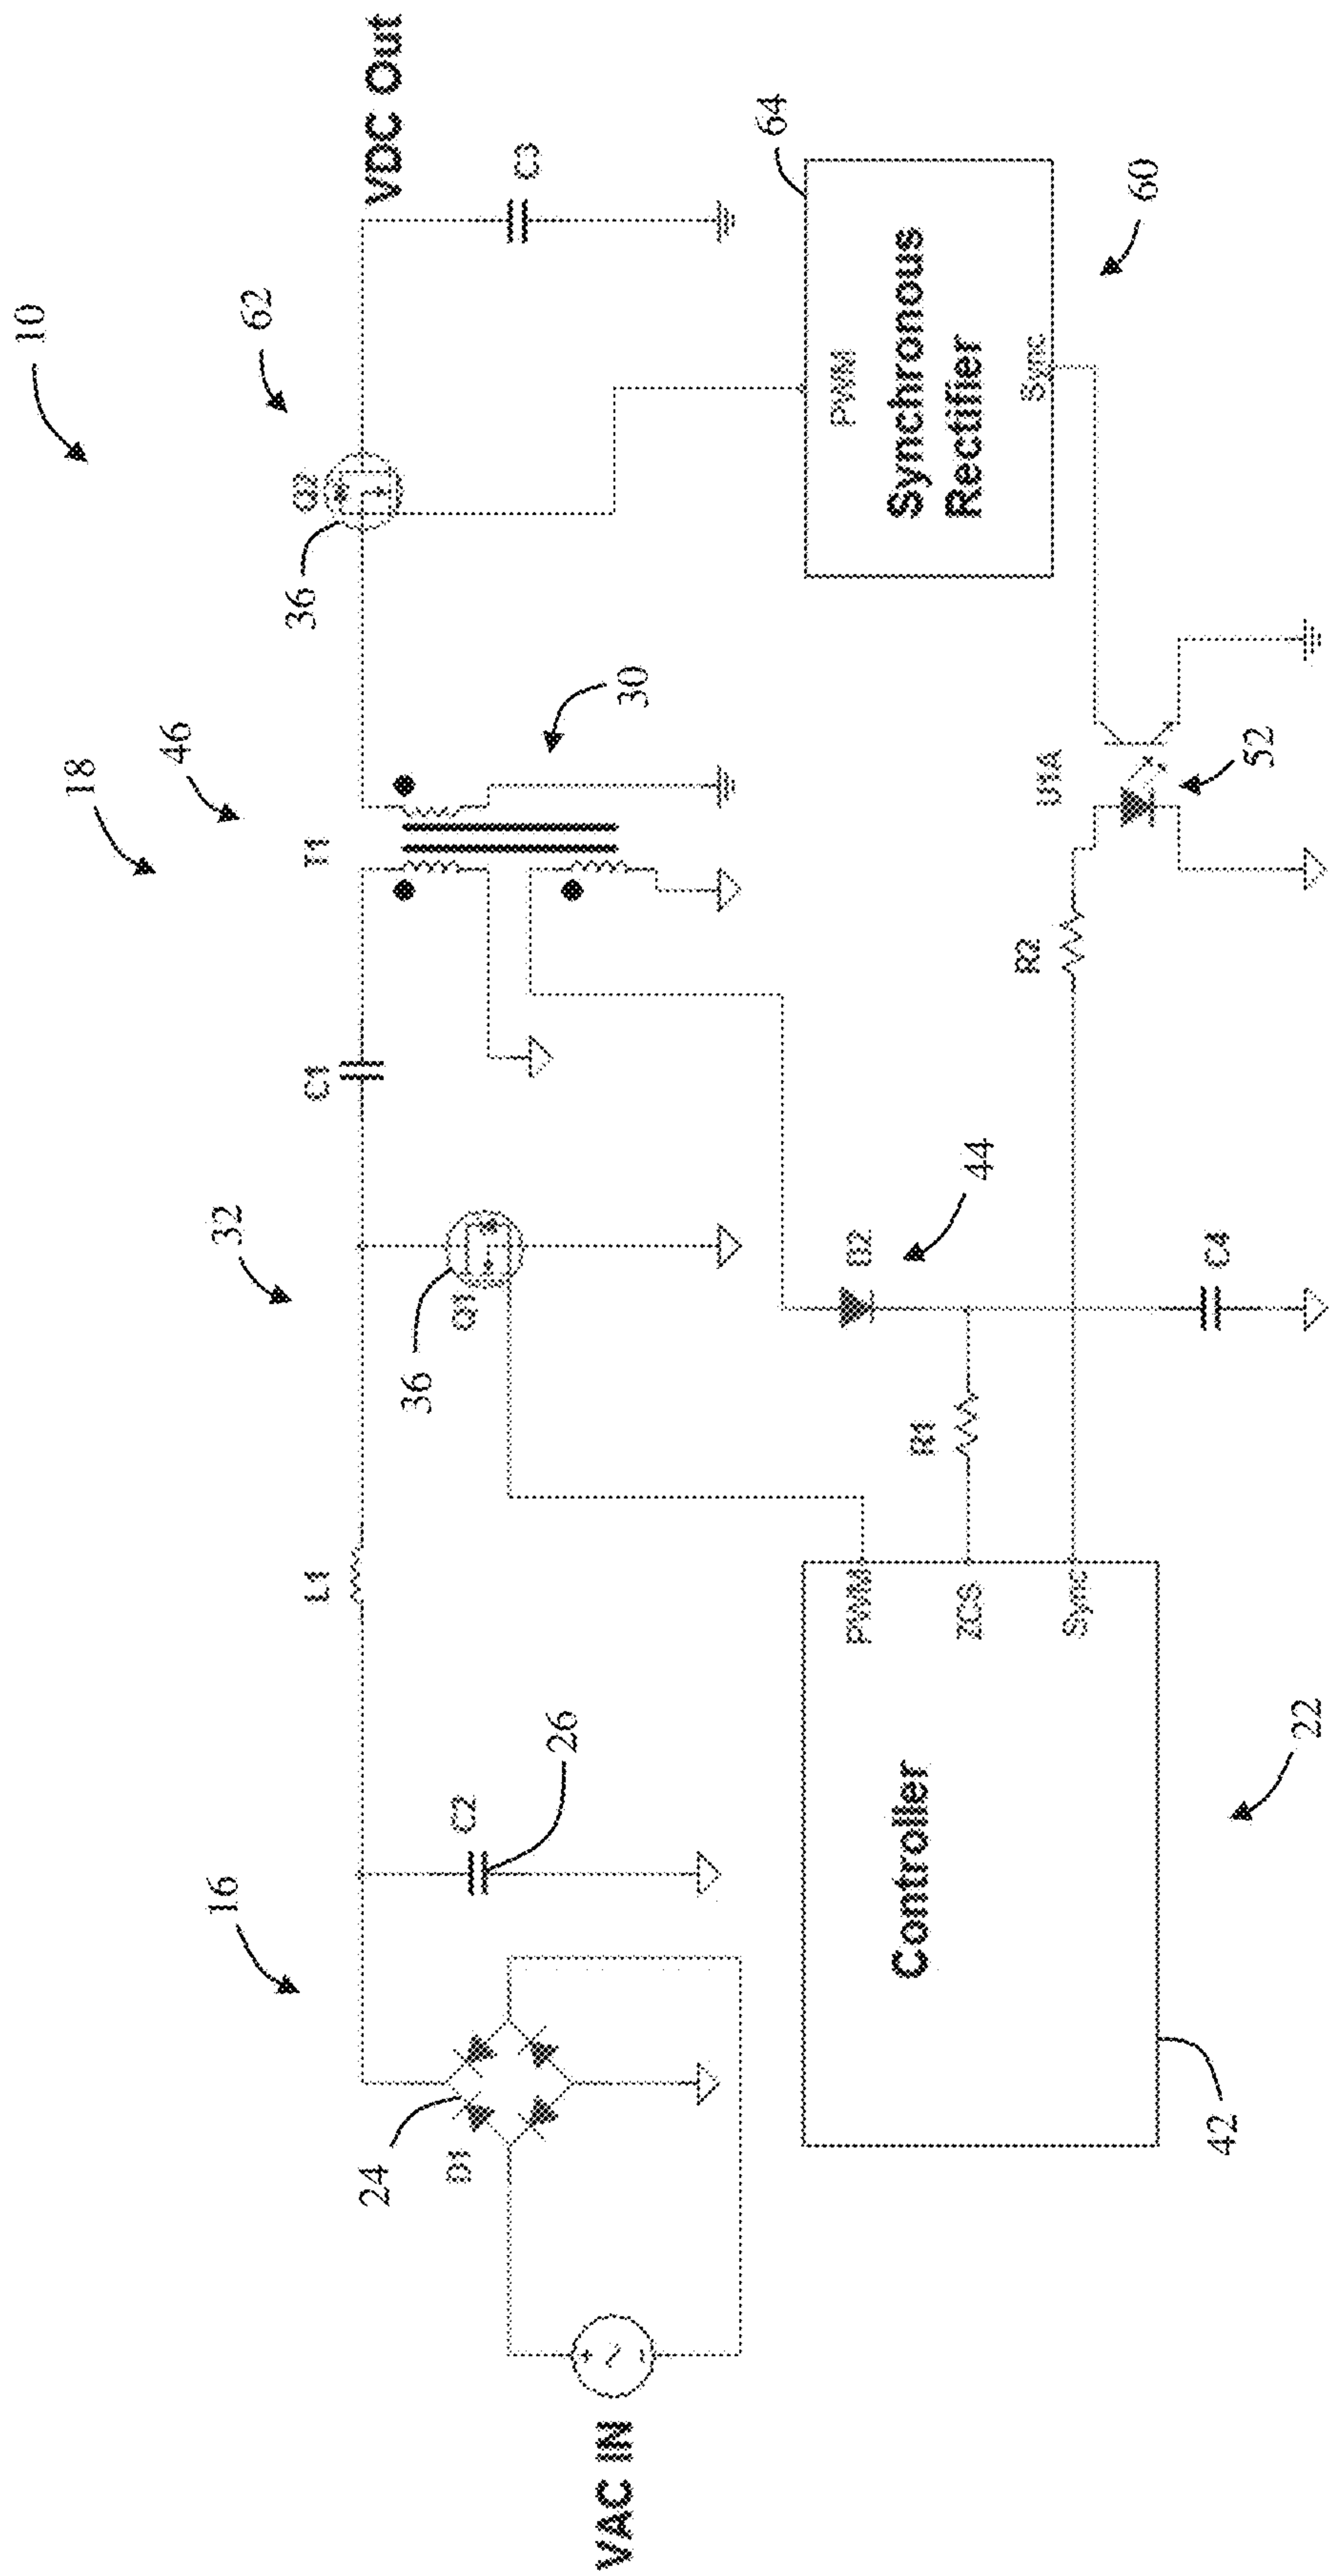 10
18
46
62
32
16
VDC Out
Q2
36
T1
C1
L1
30
C3
C2
26
24
D1
Q1
36
VAC IN
64
PWM
Synchronous
Rectifier
Sync
60
D2
44
R1
R2
U1A
52
C4
PWM
ZCS
Sync
Controller
42
22